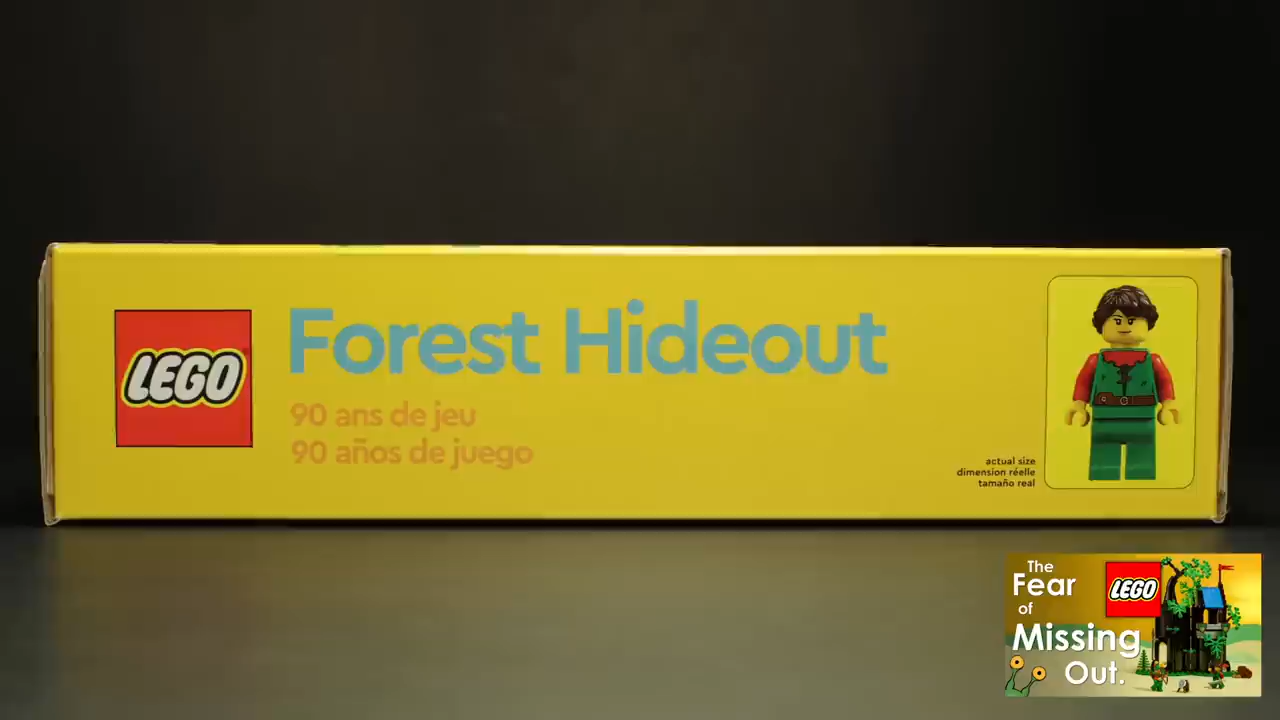 LEGO
Forest Hideout
90 ans de jeu
90 años de juego
actual size
dimension réelle
tamaño real
The
Fear
of
Missing
Out.
LEGO